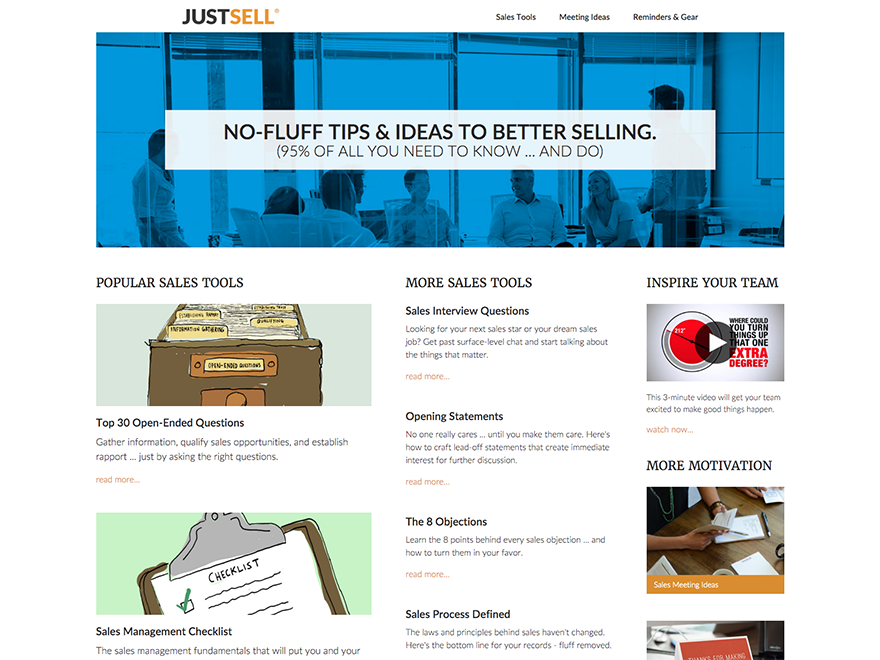 JUSTSELL®
Sales Tools
Meeting Ideas
Reminders & Gear
NO-FLUFF TIPS & IDEAS TO BETTER SELLING.
(95% OF ALL YOU NEED TO KNOW ... AND DO)
POPULAR SALES TOOLS
ESTABLISHING RAPPORT
QUALIFYING
INFORMATION GATHERING
OPEN-ENDED QUESTIONS
Top 30 Open-Ended Questions
Gather information, qualify sales opportunities, and establish
rapport ... just by asking the right questions.
read more...
CHECKLIST
Sales Management Checklist
The sales management fundamentals that will put you and your
MORE SALES TOOLS
Sales Interview Questions
Looking for your next sales star or your dream sales
job? Get past surface-level chat and start talking about
the things that matter.
read more...
Opening Statements
No one really cares ... until you make them care. Here's
how to craft lead-off statements that create immediate
interest for further discussion.
read more...
The 8 Objections
Learn the 8 points behind every sales objection ... and
how to turn them in your favor.
read more...
Sales Process Defined
The laws and principles behind sales haven't changed.
Here's the bottom line for your records - fluff removed.
INSPIRE YOUR TEAM
212°
WHERE COULD
YOU TURN
THINGS UP
THAT ONE
EXTRA
DEGREE?
This 3-minute video will get your team
excited to make good things happen.
watch now...
MORE MOTIVATION
Sales Meeting Ideas
THANKS FOR MAKING